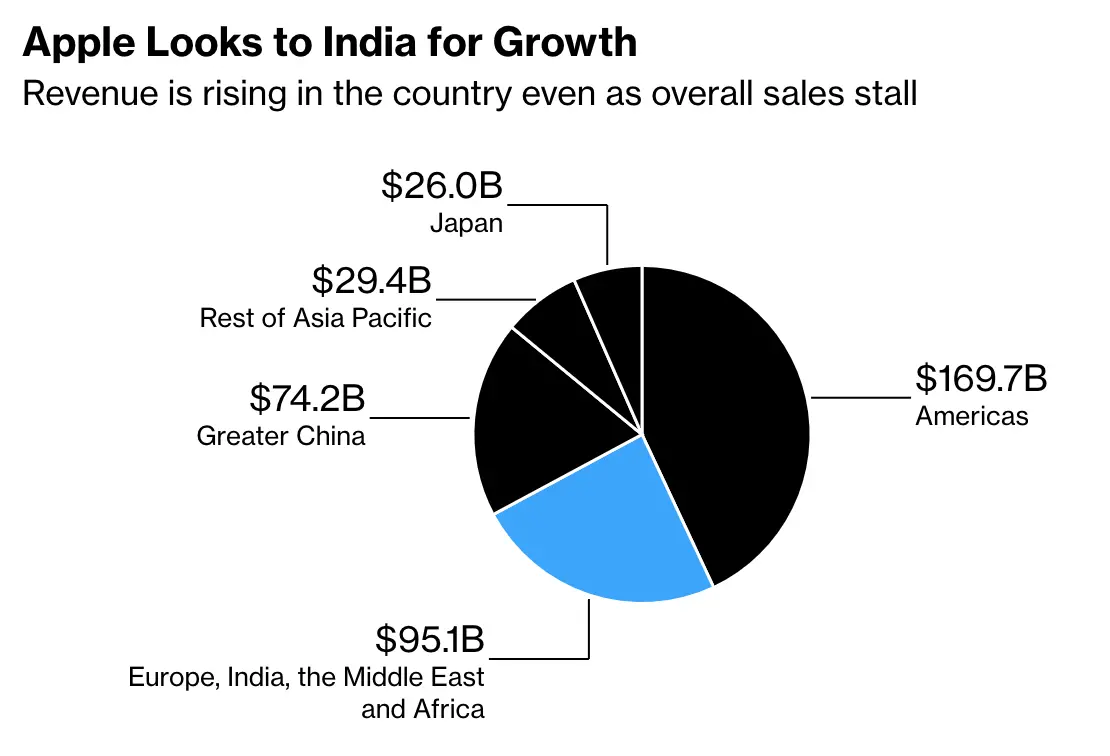 Apple Looks to India for Growth
Revenue is rising in the country even as overall sales stall
$26.0B
Japan
$29.4B
Rest of Asia Pacific
$74.2B
Greater China
$169.7B
Americas
$95.1B
Europe, India, the Middle East
and Africa